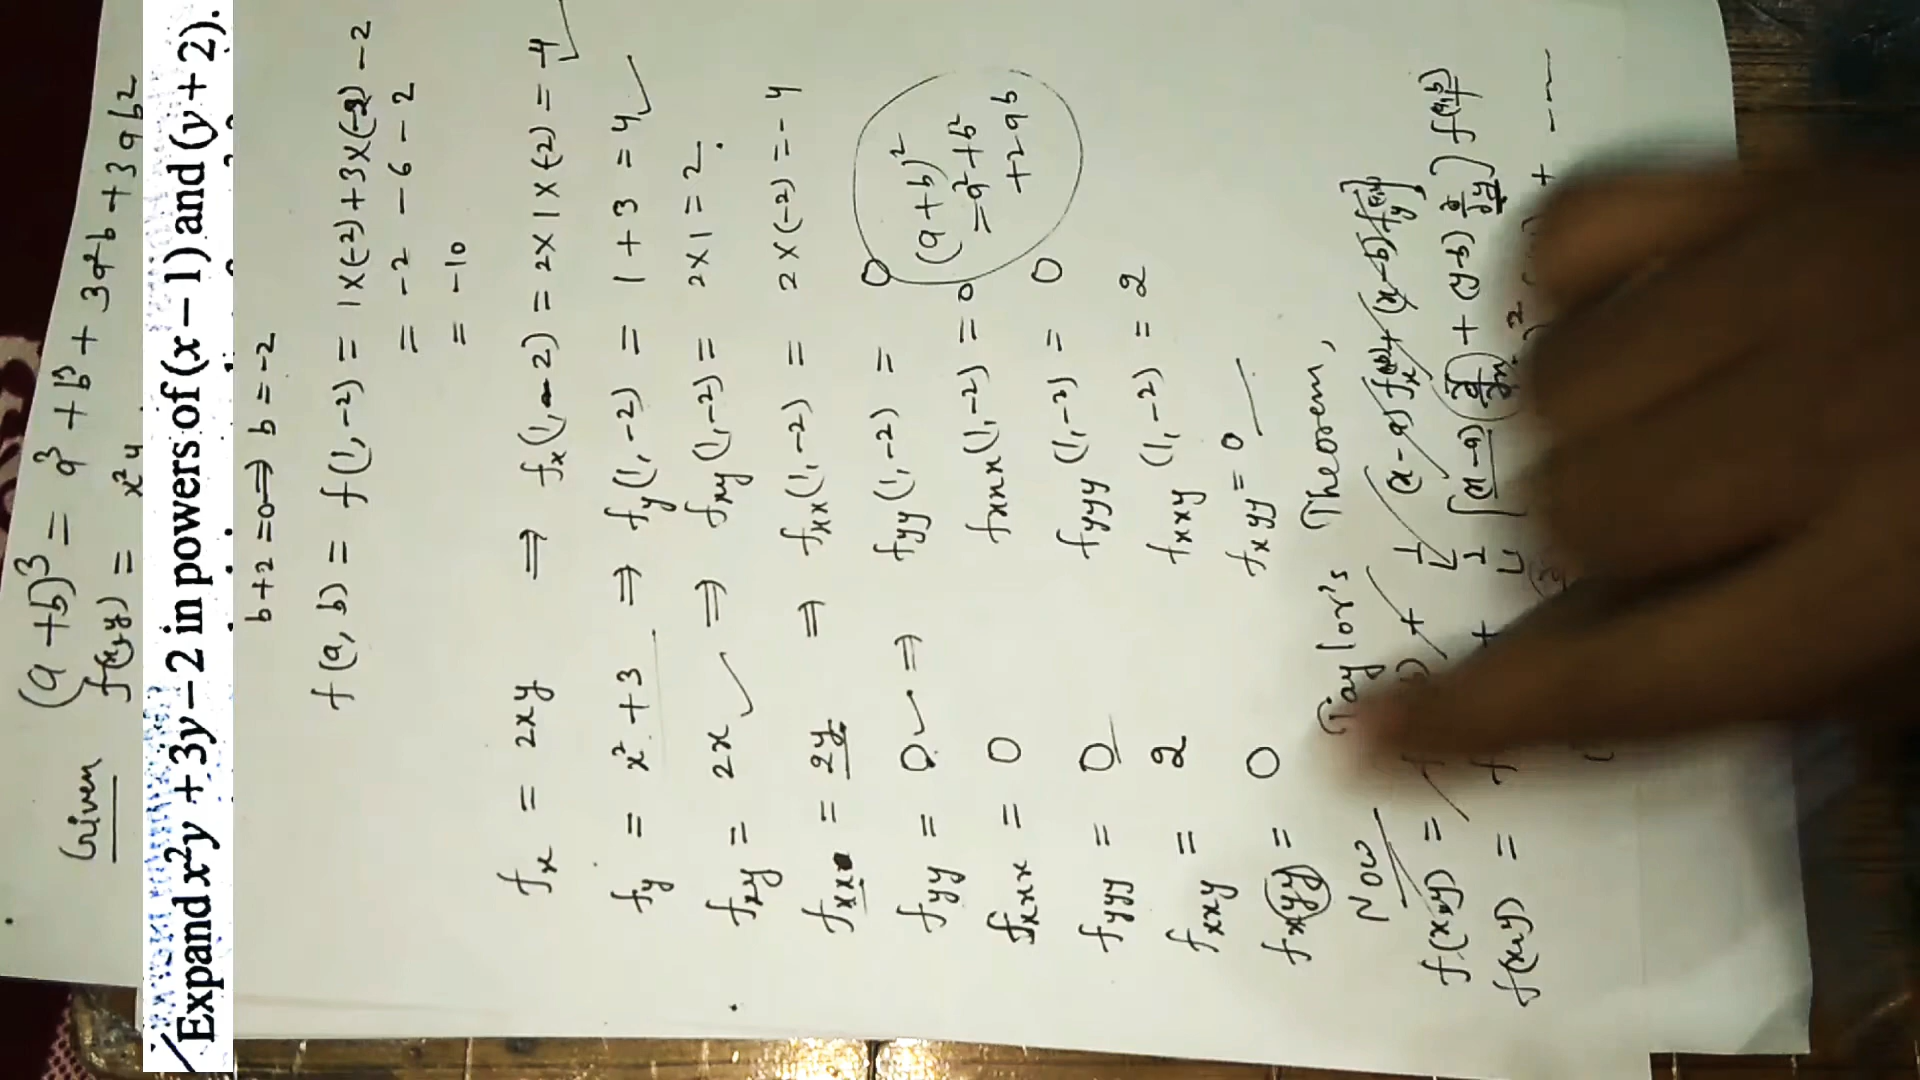 (a+b)³ = a³ + b³ + 3a²b + 3ab²
Given f(x,y) = x²y
Expand x²y + 3y – 2 in powers of (x – 1) and (y + 2).
b+2=0 ⇒ b = -2
f(a,b) = f(1,-2) = 1×(-2)+3×(-2) -2
= -2 -6 -2
= -10
fx = 2xy ⇒ fx(1,-2) = 2×1×(-2) = -4
fy = x²+3 ⇒ fy(1,-2) = 1+3 = 4
fxy = 2x ⇒ fxy(1,-2) = 2×1 = 2.
fxx = 2y ⇒ fxx(1,-2) = 2×(-2) = -4
fyy = 0 ⇒ fyy(1,-2) = 0
(a+b)²
= a²+b²
+2ab
fxxx = 0 fxxx(1,-2) = 0
fyyy = 0 fyyy(1,-2) = 0
fxxy = 2 fxxy(1,-2) = 2
fxyy = 0 fxyy = 0
Now Taylor's Theorem,
f(x,y) =
f(x,y) =